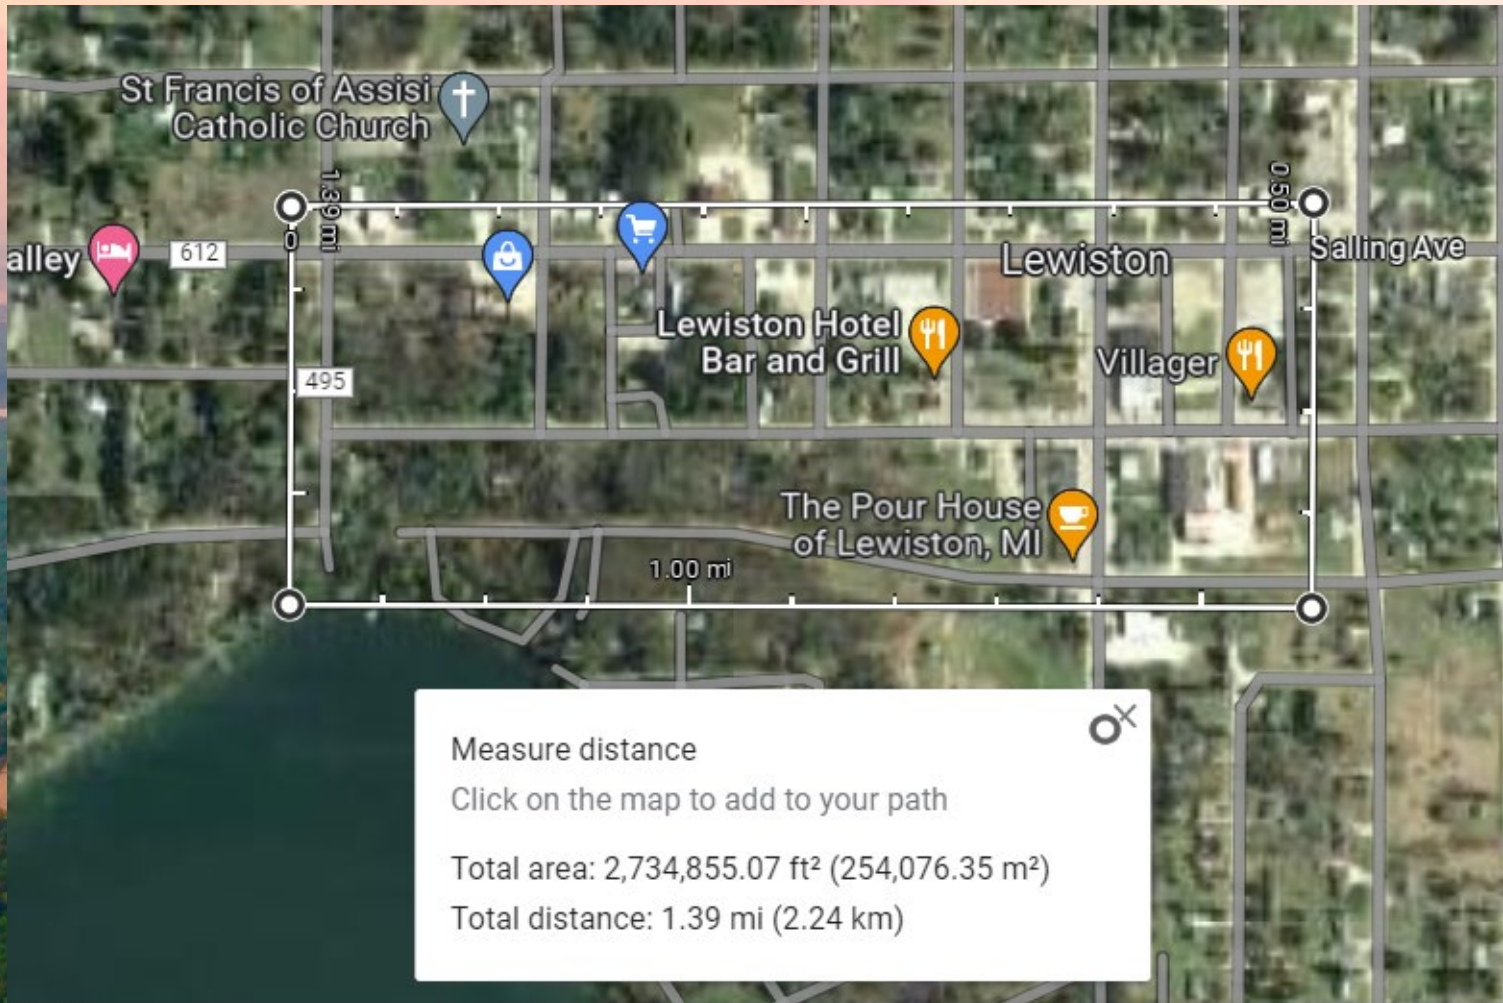 St Francis of Assisi
Catholic Church
1.39 mi
0.50 mi
0
alley
612
Lewiston
Salling Ave
Lewiston Hotel
Bar and Grill
Villager
495
The Pour House
of Lewiston, MI
1.00 mi
Measure distance
Click on the map to add to your path
Total area: 2,734,855.07 ft² (254,076.35 m²)
Total distance: 1.39 mi (2.24 km)